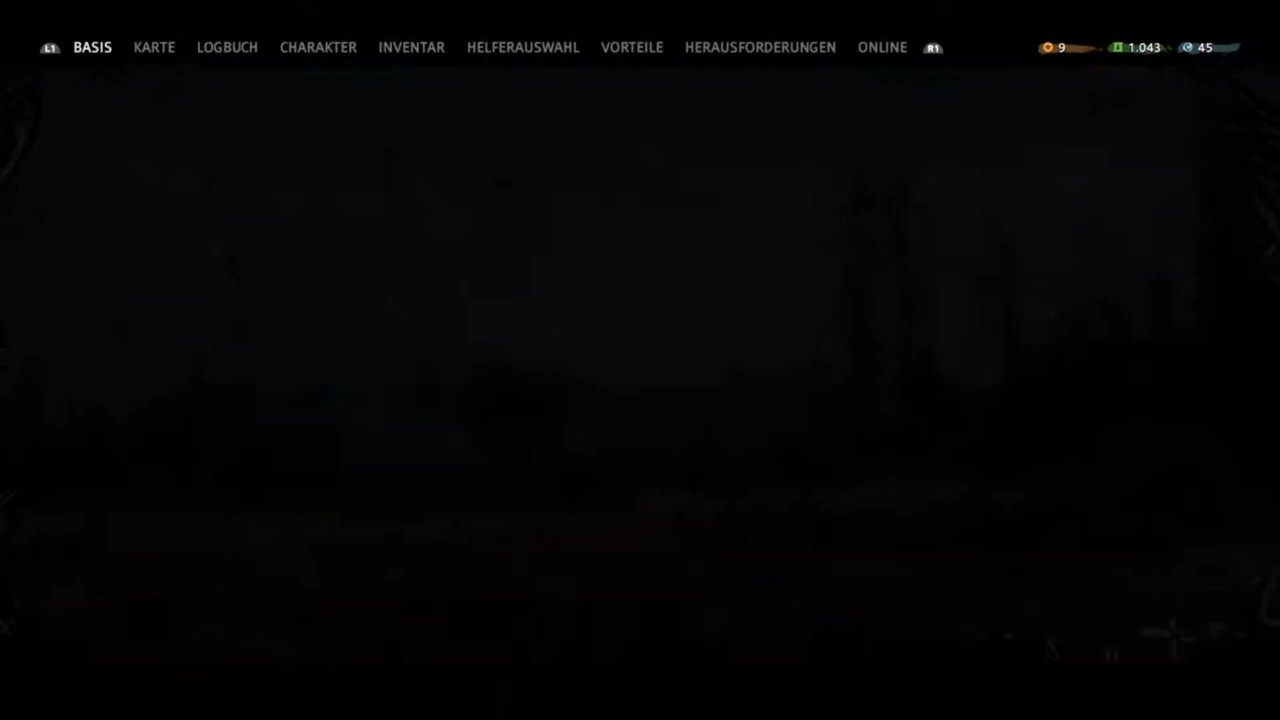 L1 BASIS KARTE LOGBUCH CHARAKTER INVENTAR HELFERAUSWAHL VORTEILE HERAUSFORDERUNGEN ONLINE R1 9 1.043 45